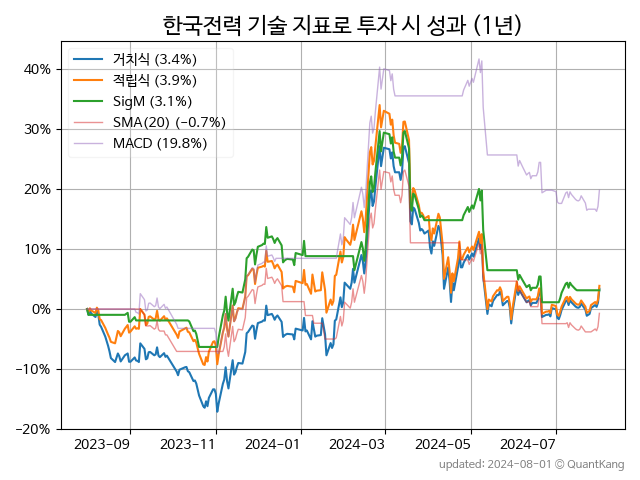 한국전력 기술 지표로 투자 시 성과 (1년)
거치식 (3.4%)
적립식 (3.9%)
SigM (3.1%)
SMA(20) (−0.7%)
MACD (19.8%)
40%
30%
20%
10%
0%
−10%
−20%
2023-09 2023-11 2024-01 2024-03 2024-05 2024-07
updated: 2024-08-01 © QuantKang